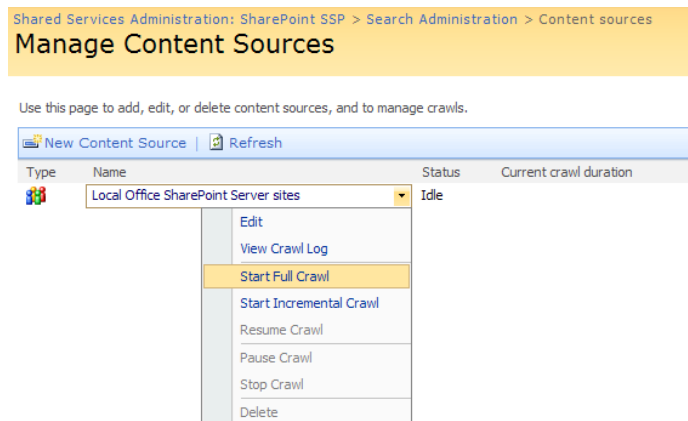 Shared Services Administration: SharePoint SSP > Search Administration > Content sources
Manage Content Sources
Use this page to add, edit, or delete content sources, and to manage crawls.
New Content Source | Refresh
Type Name Status Current crawl duration
Local Office SharePoint Server sites Idle
Edit
View Crawl Log
Start Full Crawl
Start Incremental Crawl
Resume Crawl
Pause Crawl
Stop Crawl
Delete